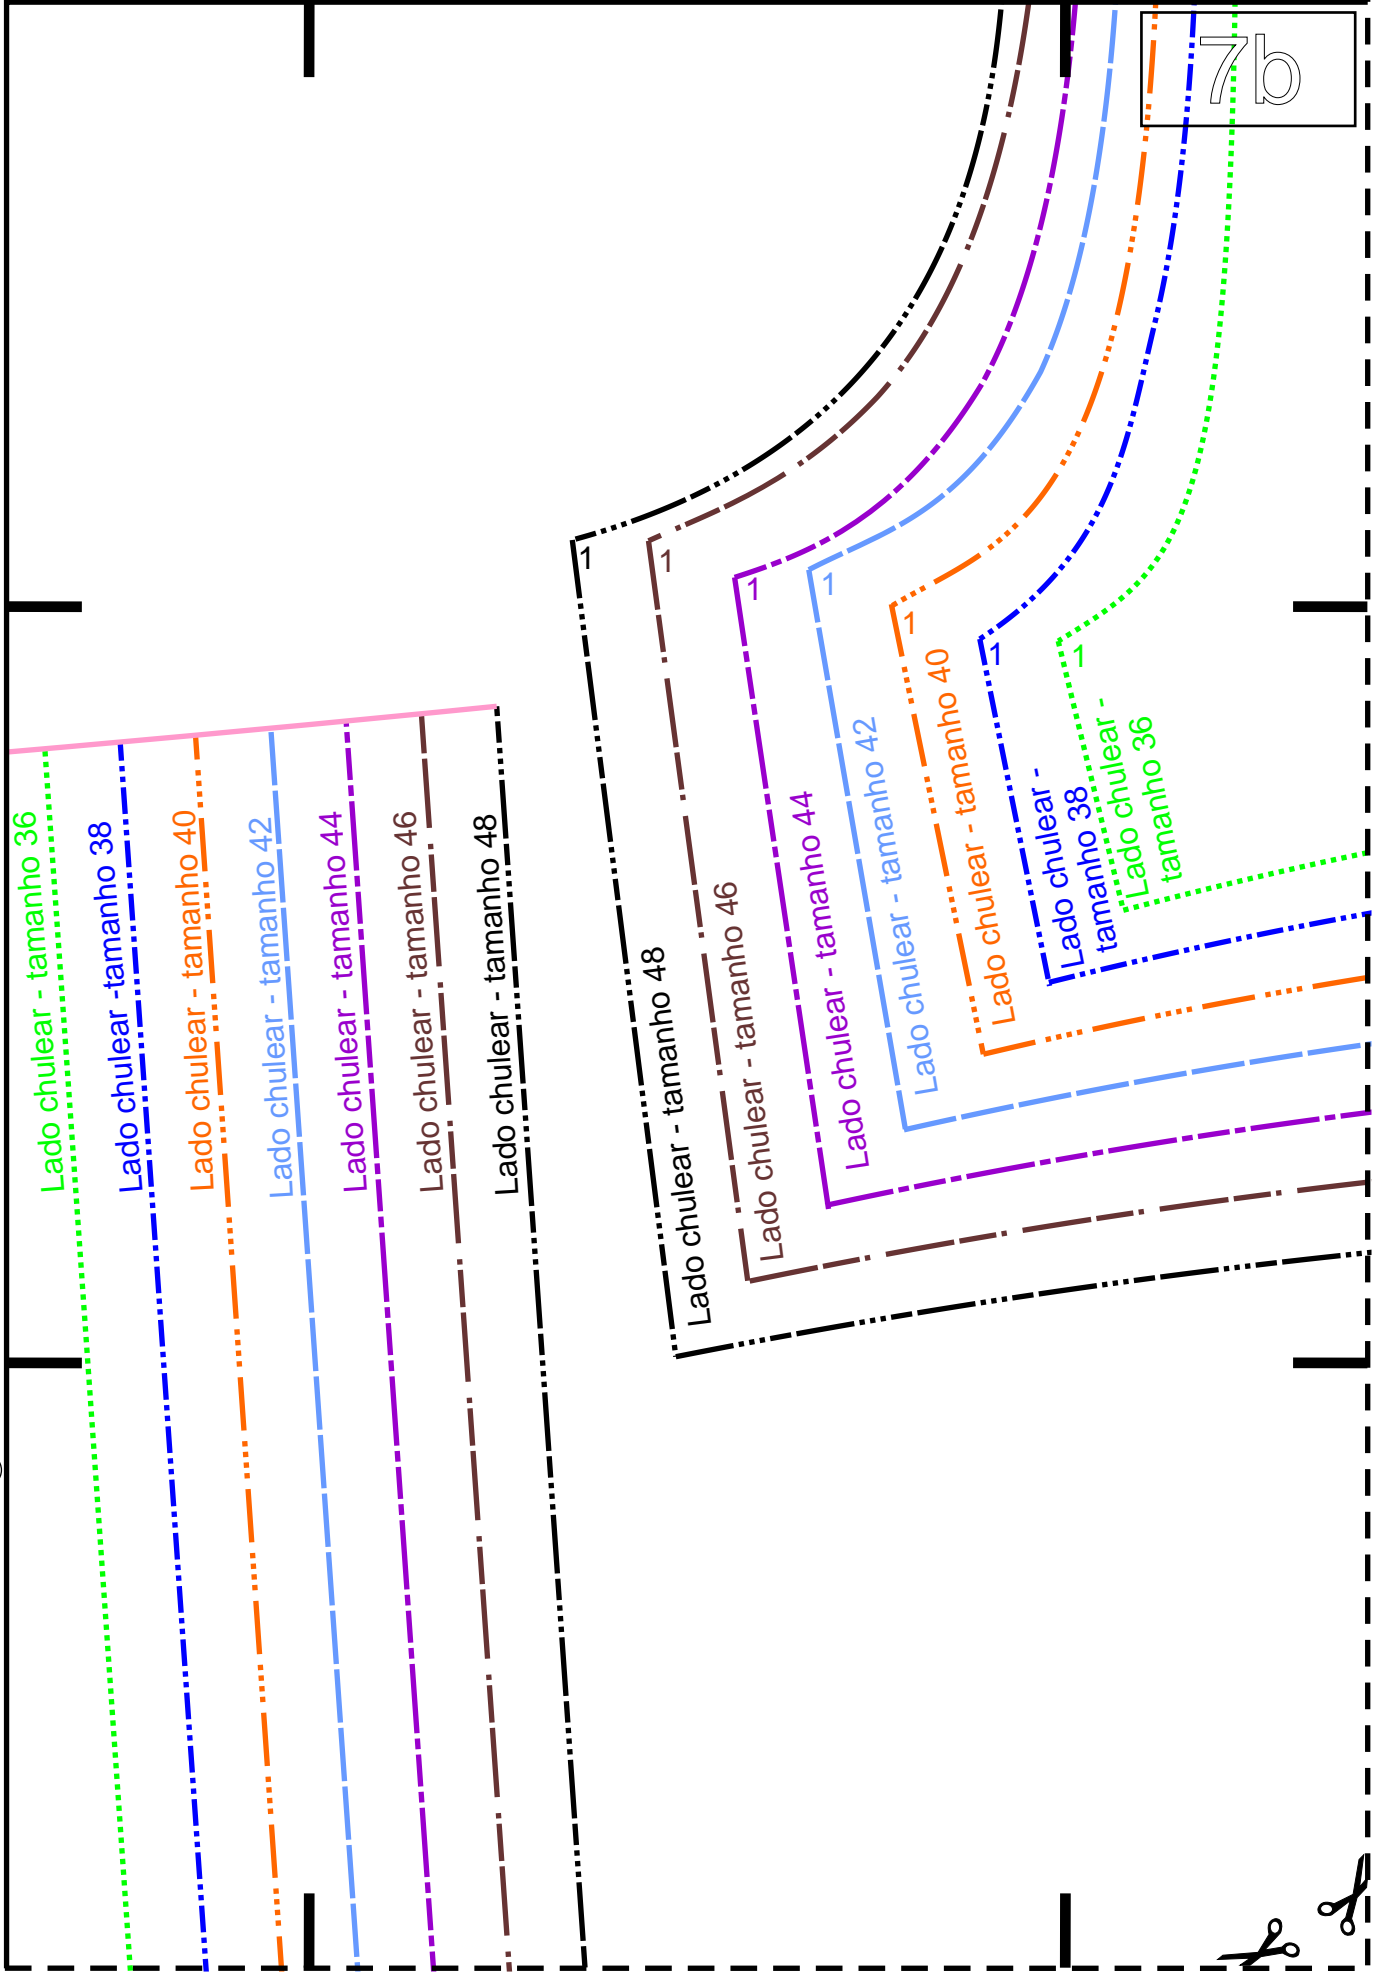 7b
1
1
1
1
1
1
1
Lado chulear - tamanho 36
Lado chulear -tamanho 38
Lado chulear - tamanho 40
Lado chulear - tamanho 42
Lado chulear - tamanho 44
Lado chulear - tamanho 46
Lado chulear - tamanho 48
Lado chulear - tamanho 48
Lado chulear - tamanho 46
Lado chulear - tamanho 44
Lado chulear - tamanho 42
Lado chulear - tamanho 40
Lado chulear -
tamanho 38
Lado chulear -
tamanho 36